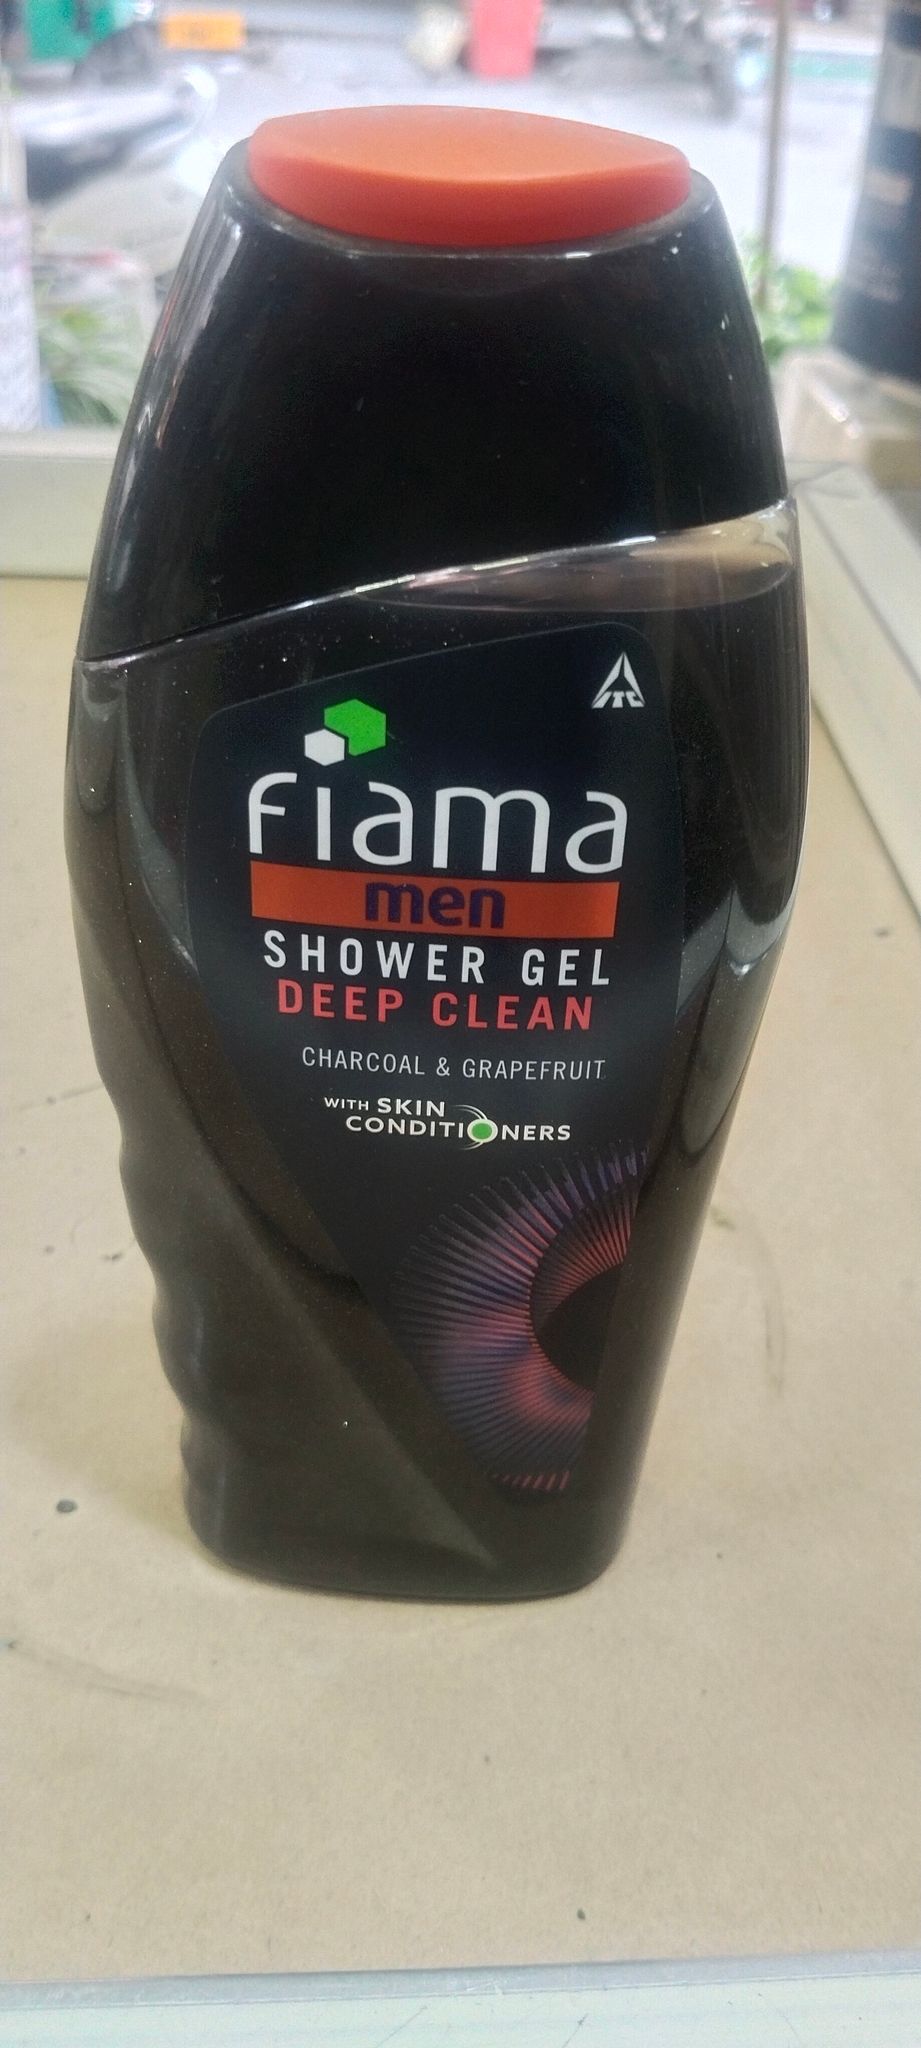 ITC
fiama
men
SHOWER GEL
DEEP CLEAN
CHARCOAL & GRAPEFRUIT
WITH SKIN
CONDITIONERS